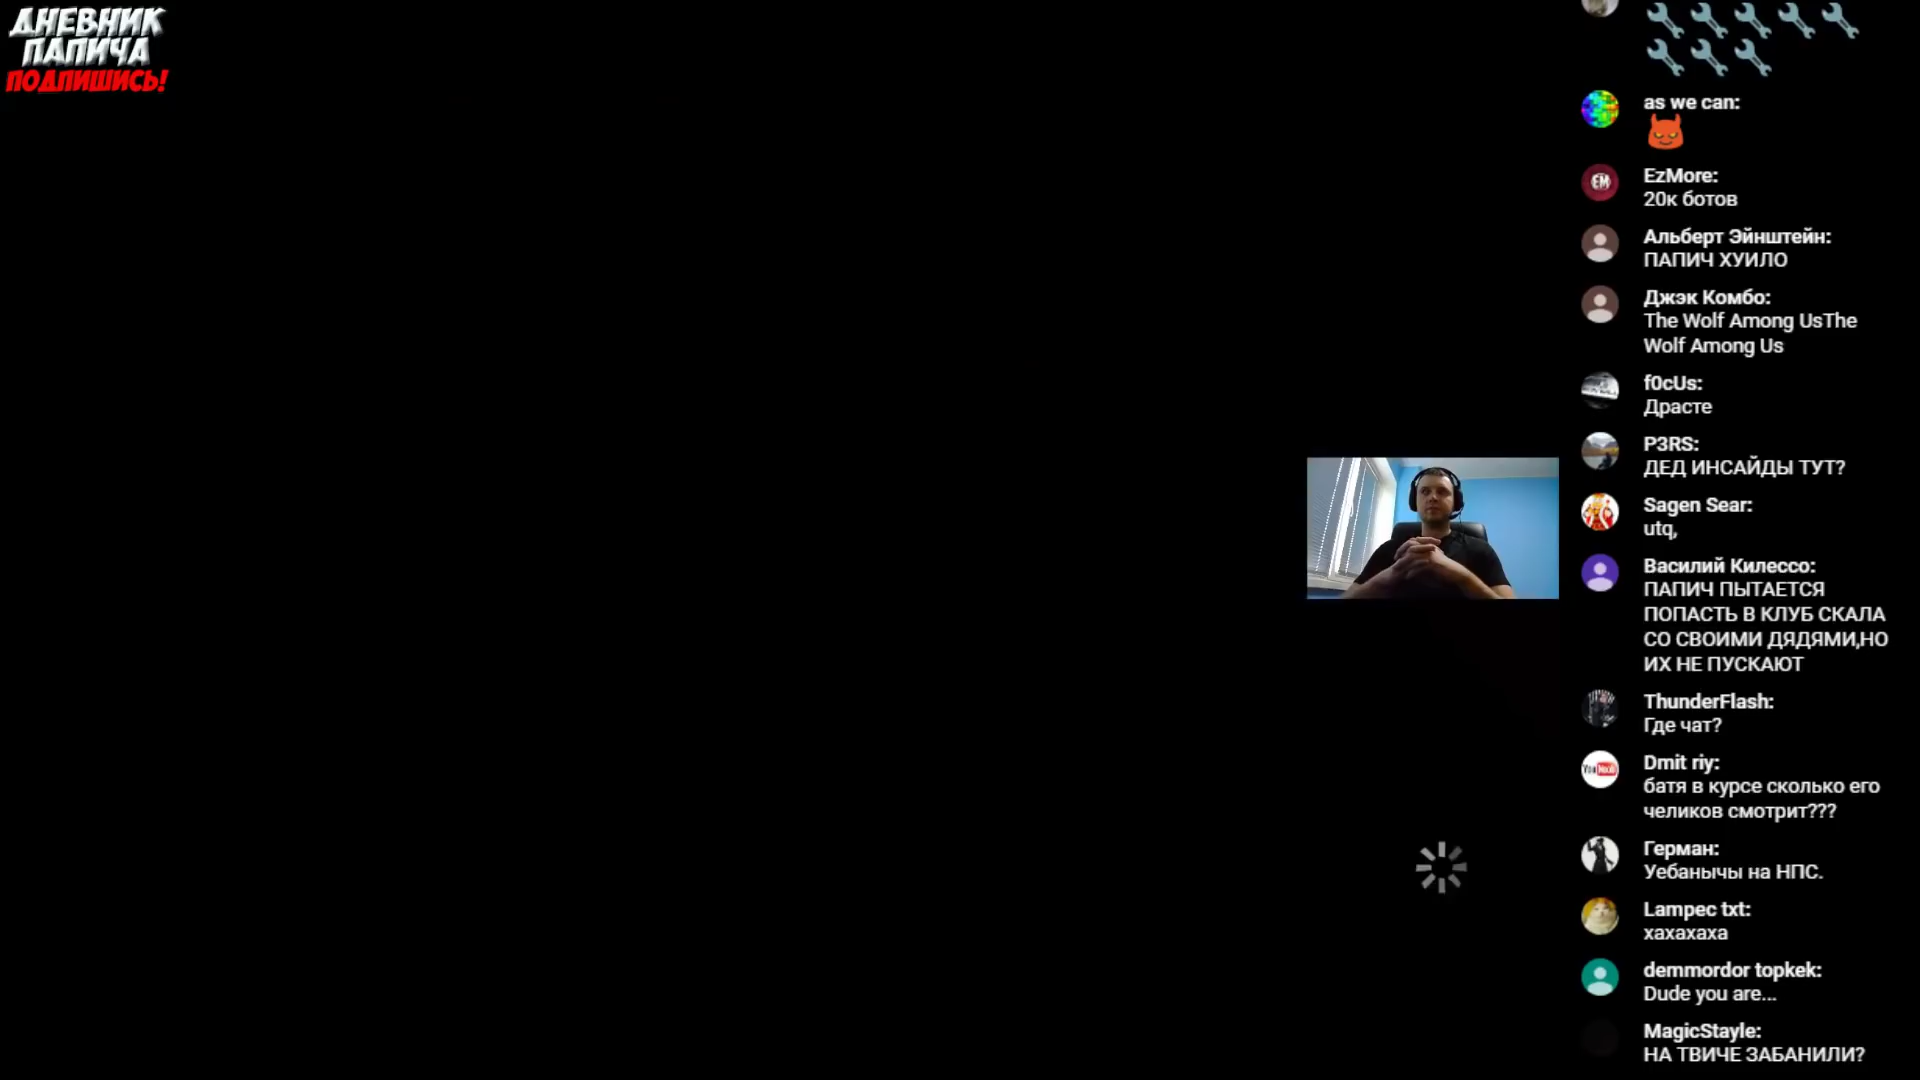 ДНЕВНИК
ПАПИЧА
ПОДПИШИСЬ!
as we can:
EM
EzMore:
20к ботов
Альберт Эйнштейн:
ПАПИЧ ХУИЛО
Джэк Комбо:
The Wolf Among UsThe
Wolf Among Us
f0cUs:
Драсте
P3RS:
ДЕД ИНСАЙДЫ ТУТ?
Sagen Sear:
utq,
Василий Килессо:
ПАПИЧ ПЫТАЕТСЯ
ПОПАСТЬ В КЛУБ СКАЛА
СО СВОИМИ ДЯДЯМИ,НО
ИХ НЕ ПУСКАЮТ
ThunderFlash:
Где чат?
Dmit riy:
батя в курсе сколько его
челиков смотрит???
Герман:
Уебанычы на НПС.
Lampec txt:
хахахаха
demmordor topkek:
Dude you are...
MagicStayle:
НА ТВИЧЕ ЗАБАНИЛИ?